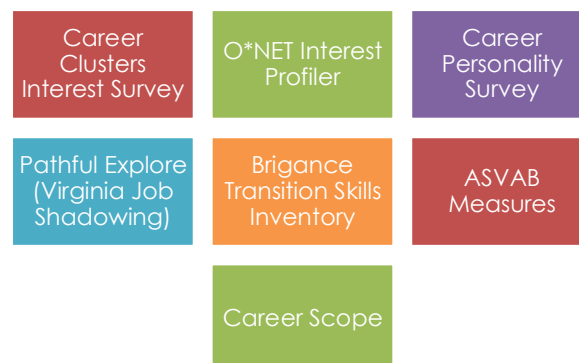 Career
Clusters
Interest Survey
O*NET Interest
Profiler
Career
Personality
Survey
Pathful Explore
(Virginia Job
Shadowing)
Brigance
Transition Skills
Inventory
ASVAB
Measures
Career Scope